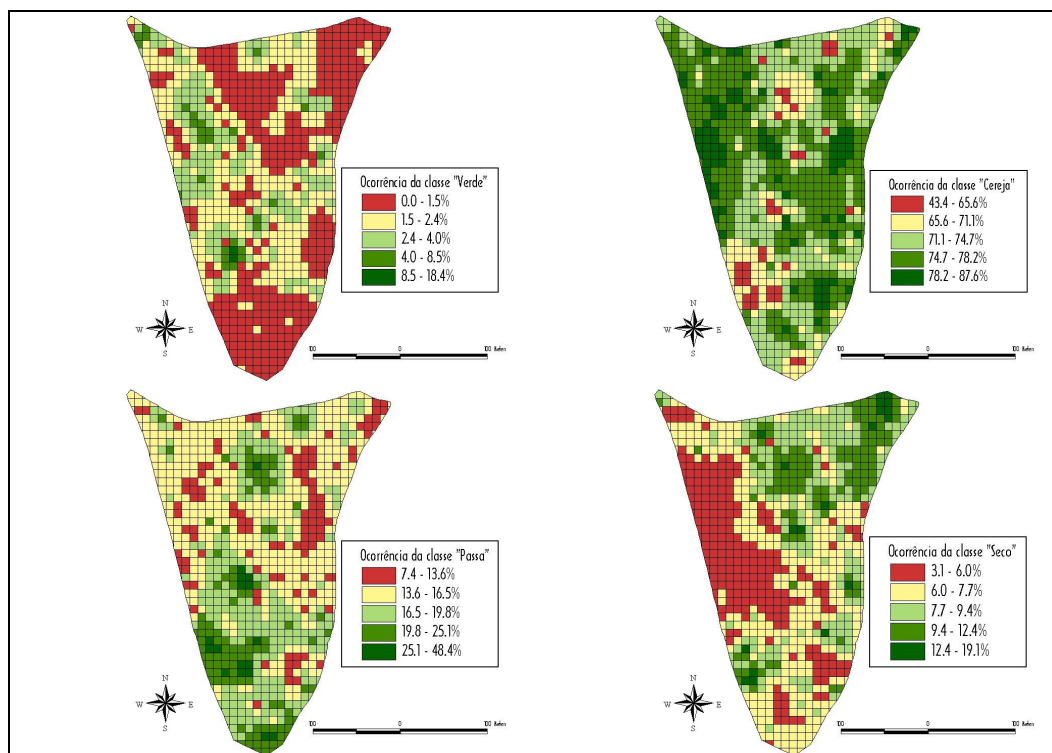 Ocorrência da classe "Verde"
0.0 - 1.5%
1.5 - 2.4%
2.4 - 4.0%
4.0 - 8.5%
8.5 - 18.4%
N
W E
S
100 0 100
Ocorrência da classe "Cereja"
43.4 - 65.6%
65.6 - 71.1%
71.1 - 74.7%
74.7 - 78.2%
78.2 - 87.6%
N
W E
S
100 0 100
Ocorrência da classe "Passa"
7.4 - 13.6%
13.6 - 16.5%
16.5 - 19.8%
19.8 - 25.1%
25.1 - 48.4%
N
W E
S
100 0 100
Ocorrência da classe "Seco"
3.1 - 6.0%
6.0 - 7.7%
7.7 - 9.4%
9.4 - 12.4%
12.4 - 19.1%
N
W E
S
100 0 100